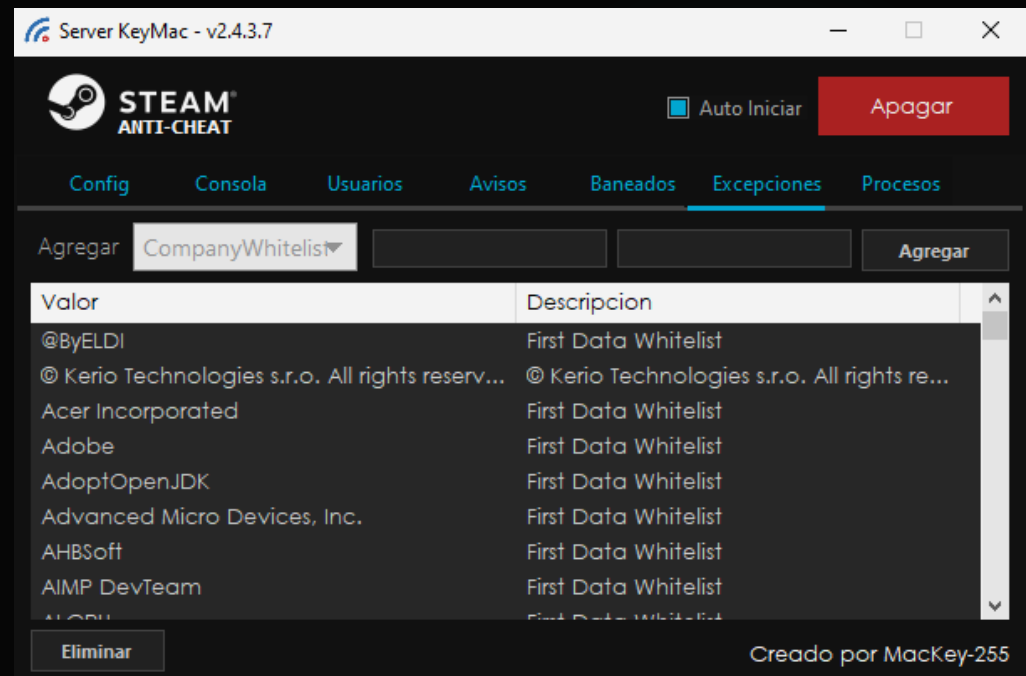 Server KeyMac - v2.4.3.7
STEAM®
ANTI-CHEAT
Auto Iniciar
Apagar
Config Consola Usuarios Avisos Baneados Excepciones Procesos
Agregar CompanyWhitelist Agregar
Valor Descripcion
@ByELDI First Data Whitelist
© Kerio Technologies s.r.o. All rights reserv... © Kerio Technologies s.r.o. All rights re...
Acer Incorporated First Data Whitelist
Adobe First Data Whitelist
AdoptOpenJDK First Data Whitelist
Advanced Micro Devices, Inc. First Data Whitelist
AHBSoft First Data Whitelist
AIMP DevTeam First Data Whitelist
First Data Whitelist
Eliminar
Creado por MacKey-255